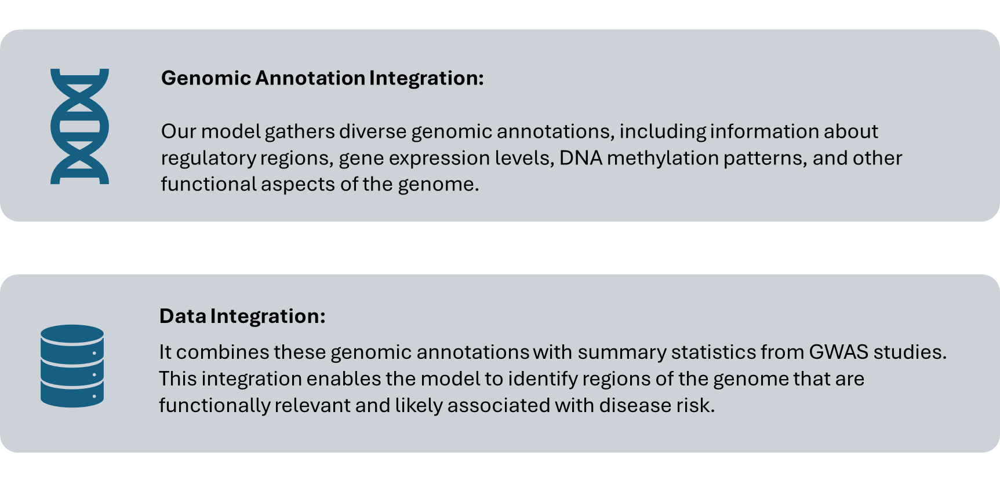 Genomic Annotation Integration:
Our model gathers diverse genomic annotations, including information about
regulatory regions, gene expression levels, DNA methylation patterns, and other
functional aspects of the genome.
Data Integration:
It combines these genomic annotations with summary statistics from GWAS studies.
This integration enables the model to identify regions of the genome that are
functionally relevant and likely associated with disease risk.